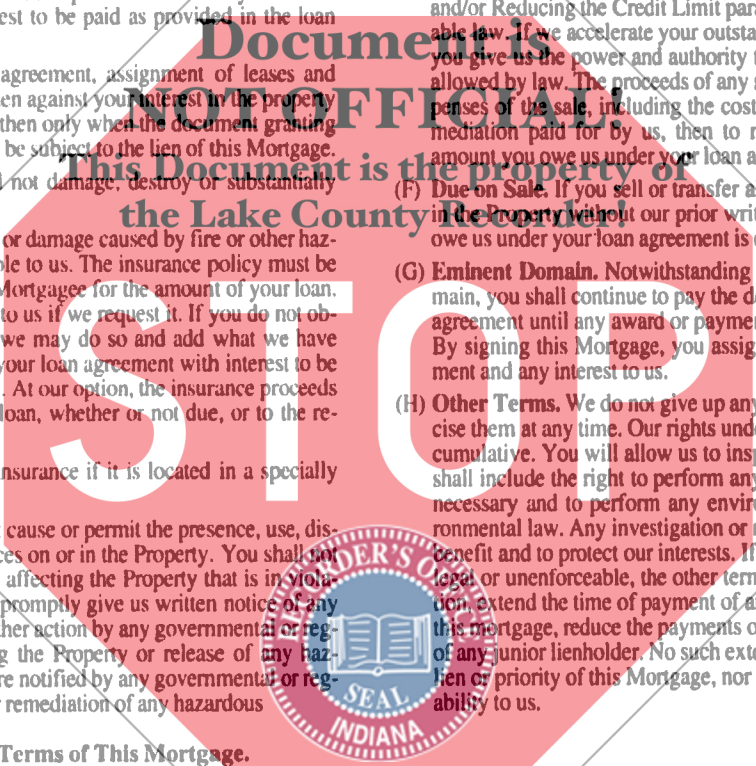 est to be paid as provided in the loan
agreement, assignment of leases and
en against your interest in the property
then only when the document granting
be subject to the lien of this Mortgage.
not damage, destroy or substantially
or damage caused by fire or other haz-
le to us. The insurance policy must be
Mortgagee for the amount of your loan.
to us if we request it. If you do not ob-
we may do so and add what we have
your loan agreement with interest to be
. At our option, the insurance proceeds
loan, whether or not due, or to the re-
nsurance if it is located in a specially
cause or permit the presence, use, dis-
ces on or in the Property. You shall not
affecting the Property that is in viola-
promptly give us written notice of any
her action by any governmental or reg-
g the Property or release of any haz-
re notified by any governmental or reg-
r remediation of any hazardous
Terms of This Mortgage.
and/or Reducing the Credit Limit para
able law. If we accelerate your outsta
you give us the power and authority t
allowed by law. The proceeds of any s
penses of the sale, including the cost
mediation paid for by us, then to r
amount you owe us under your loan a
(F) Due on Sale. If you sell or transfer a
in the Property without our prior writ
owe us under your loan agreement is
(G) Eminent Domain. Notwithstanding
main, you shall continue to pay the d
agreement until any award or paymen
By signing this Mortgage, you assig
ment and any interest to us.
(H) Other Terms. We do not give up any
cise them at any time. Our rights unde
cumulative. You will allow us to insp
shall include the right to perform any
necessary and to perform any envir
ronmental law. Any investigation or
benefit and to protect our interests. If
legal or unenforceable, the other term
tion, extend the time of payment of a
this mortgage, reduce the payments o
of any junior lienholder. No such exte
lien or priority of this Mortgage, nor
ability to us.
Document is
NOT OFFICIAL!
This Document is the property of
the Lake County Recorder!
STOP
RECORDER'S OFFICE
SEAL
INDIANA